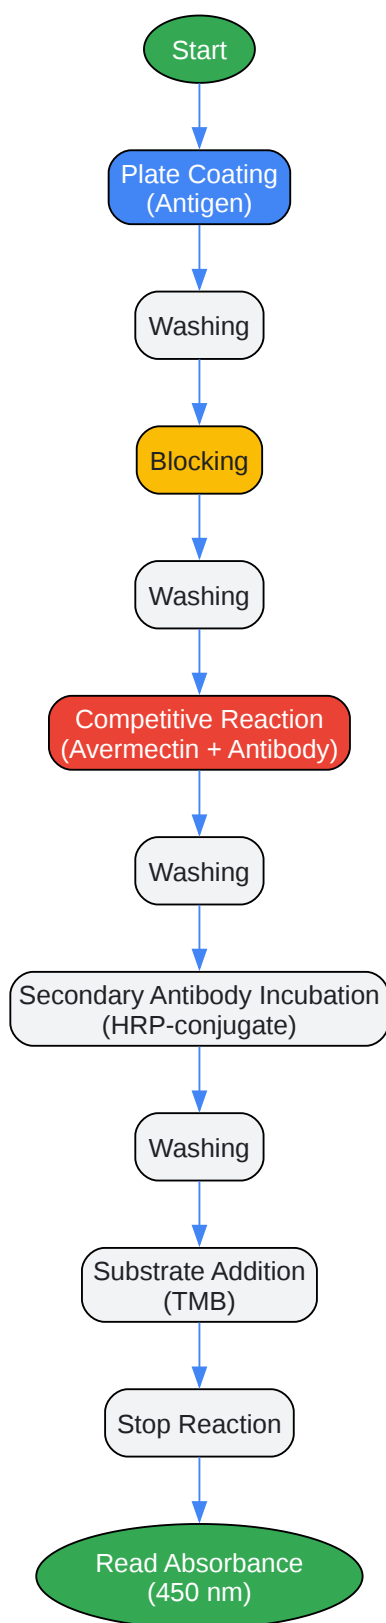 Start
Plate Coating
(Antigen)
Washing
Blocking
Washing
Competitive Reaction
(Avermectin + Antibody)
Washing
Secondary Antibody Incubation
(HRP-conjugate)
Washing
Substrate Addition
(TMB)
Stop Reaction
Read Absorbance
(450 nm)